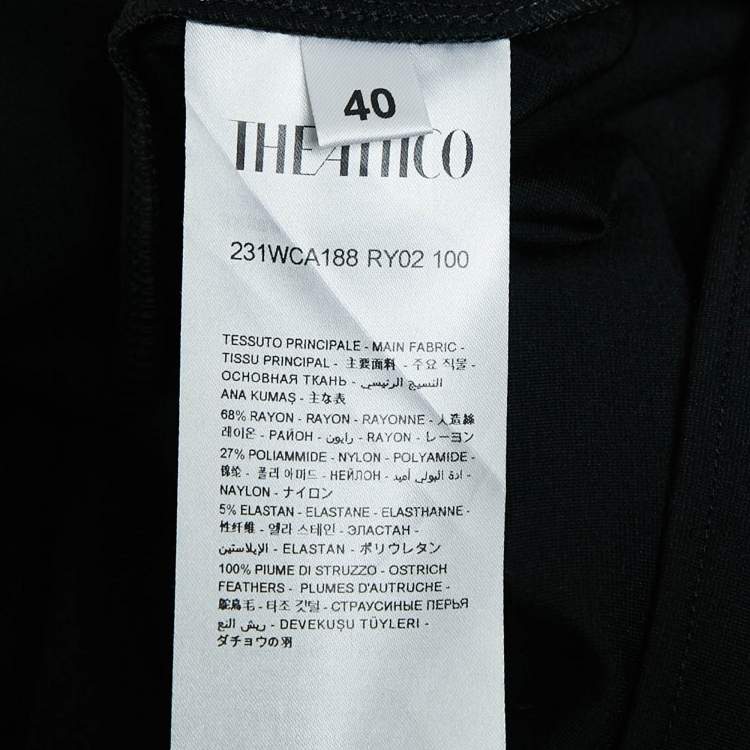 40
THE ATTICO
231WCA188 RY02 100
TESSUTO PRINCIPALE - MAIN FABRIC -
TISSU PRINCIPAL - 主要面料 - 주요 직물 -
ОСНОВНАЯ ТКАНЬ - النسيج الرئيسي -
ANA KUMAŞ - 主な表
68% RAYON - RAYON - RAYONNE - 人造絲
레이온 - РАЙОН - رايون - RAYON - レーヨン
27% POLIAMMIDE - NYLON - POLYAMIDE -
锦纶 - 폴리 아미드 - НЕЙЛОН - ادة البولي أميد -
NAYLON - ナイロン
5% ELASTAN - ELASTANE - ELASTHANNE -
性纤维 - 엘라 스테인 - ЭЛАСТАН -
الإيلاستين - ELASTAN - ポリウレタン
100% PIUME DI STRUZZO - OSTRICH
FEATHERS - PLUMES D'AUTRUCHE -
鸵鸟毛 - 타조 깃털 - СТРАУСИНЫЕ ПЕРЬЯ
ريش النع - DEVEKUŞU TÜYLERI -
ダチョウの羽